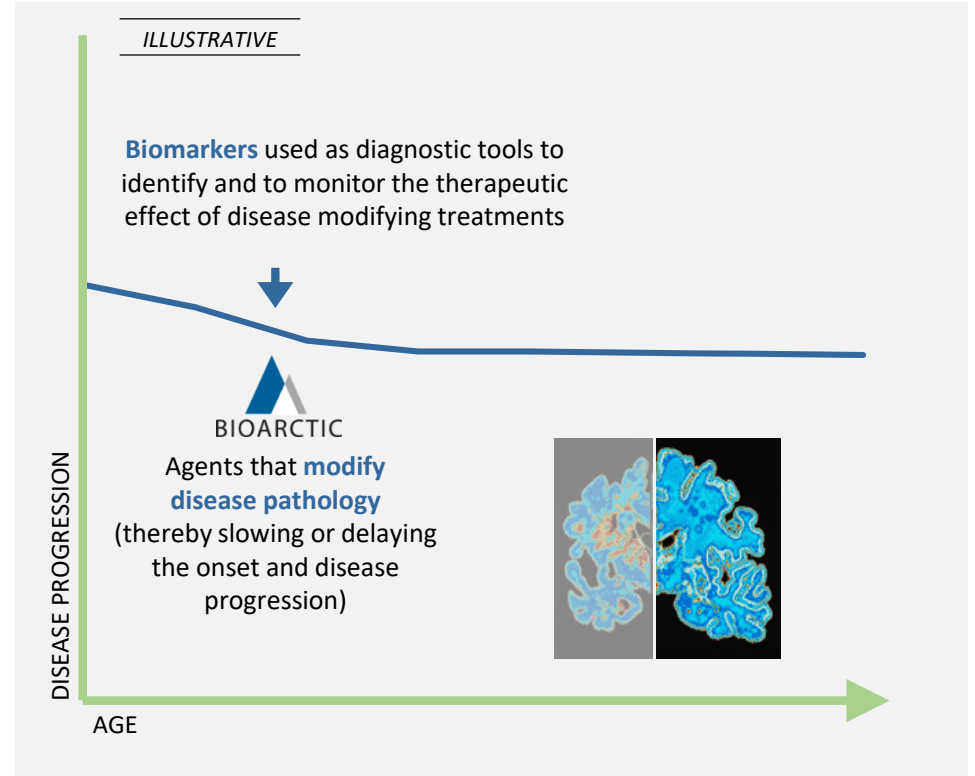 ILLUSTRATIVE
Biomarkers used as diagnostic tools to
identify and to monitor the therapeutic
effect of disease modifying treatments
BIOARCTIC
Agents that modify
disease pathology
(thereby slowing or delaying
the onset and disease
progression)
DISEASE PROGRESSION
AGE